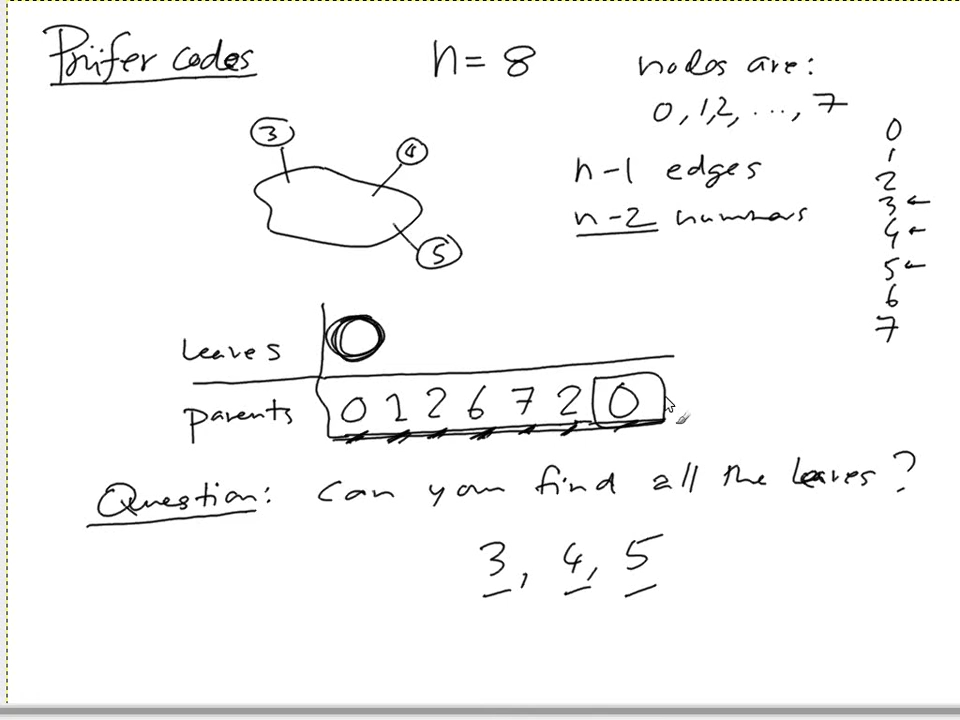 Prüfer codes
n = 8
nodes are:
0, 1, 2, ..., 7
n-1 edges
n-2 numbers
0
1
2
3 ←
4 ←
5 ←
6
7
3
4
5
leaves
parents 0 1 2 6 7 2 0
Question: Can you find all the leaves?
3, 4, 5